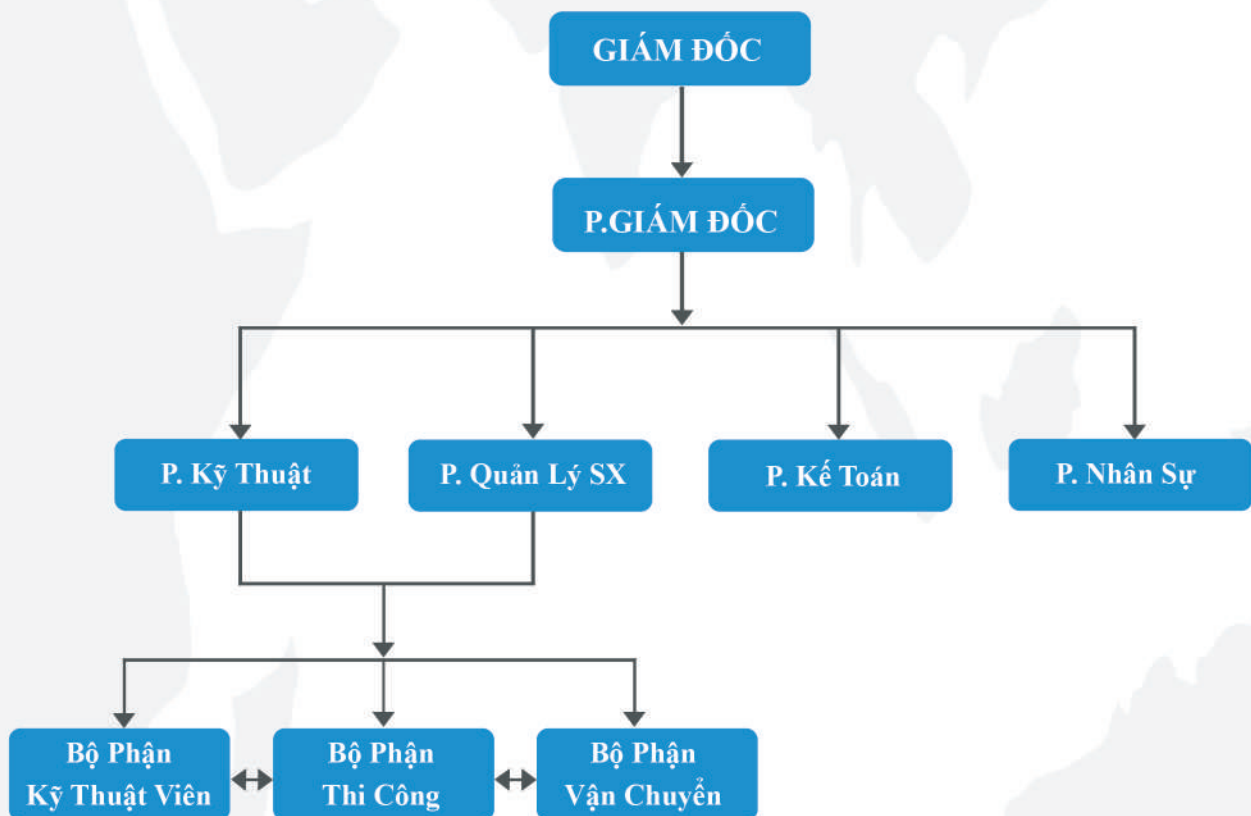 GIÁM ĐỐC
P.GIÁM ĐỐC
P. Kỹ Thuật
P. Quản Lý SX
P. Kế Toán
P. Nhân Sự
Bộ Phận
Kỹ Thuật Viên
Bộ Phận
Thi Công
Bộ Phận
Vận Chuyển